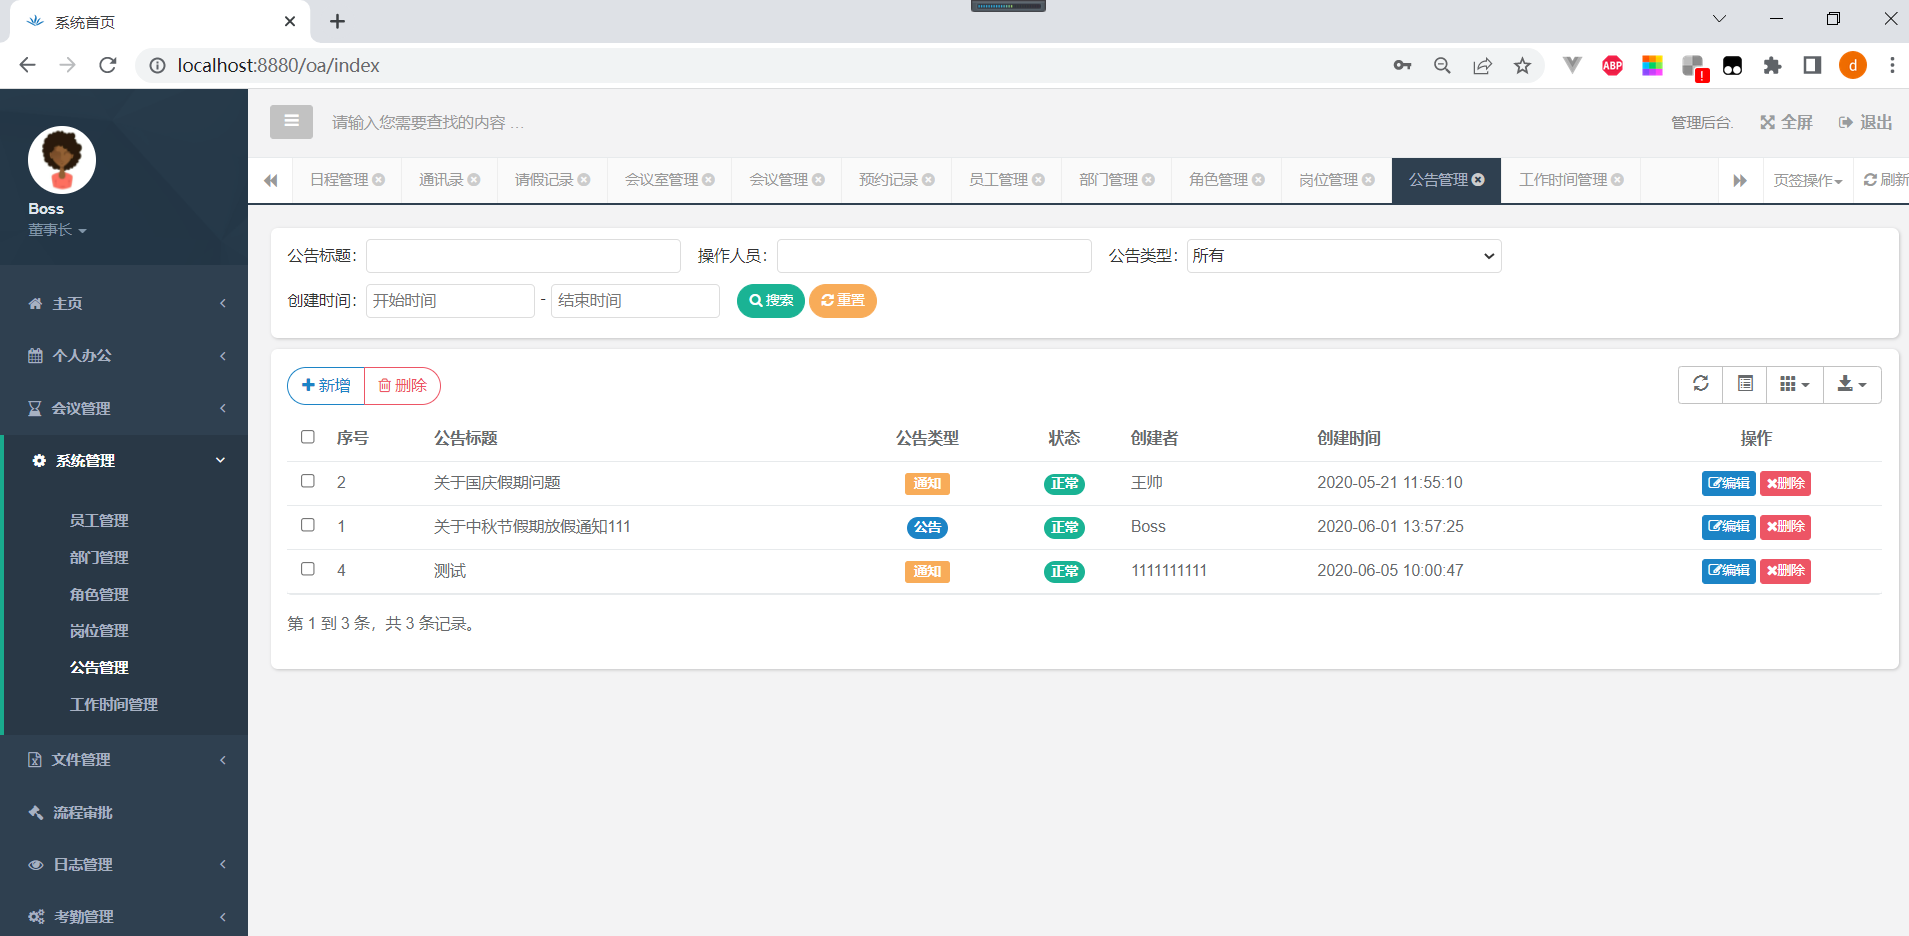 系统首页
localhost:8880/oa/index
ABP
!
d
Boss
董事长
请输入您需要查找的内容 …
管理后台.
全屏
退出
日程管理
通讯录
请假记录
会议室管理
会议管理
预约记录
员工管理
部门管理
角色管理
岗位管理
公告管理
工作时间管理
页签操作
刷新
主页
个人办公
会议管理
系统管理
员工管理
部门管理
角色管理
岗位管理
公告管理
工作时间管理
文件管理
流程审批
日志管理
考勤管理
公告标题：
操作人员：
公告类型： 所有
创建时间： 开始时间 - 结束时间
搜索
重置
新增
删除
序号 公告标题 公告类型 状态 创建者 创建时间 操作
2 关于国庆假期问题 通知 正常 王帅 2020-05-21 11:55:10 编辑 删除
1 关于中秋节假期放假通知111 公告 正常 Boss 2020-06-01 13:57:25 编辑 删除
4 测试 通知 正常 1111111111 2020-06-05 10:00:47 编辑 删除
第 1 到 3 条，共 3 条记录。